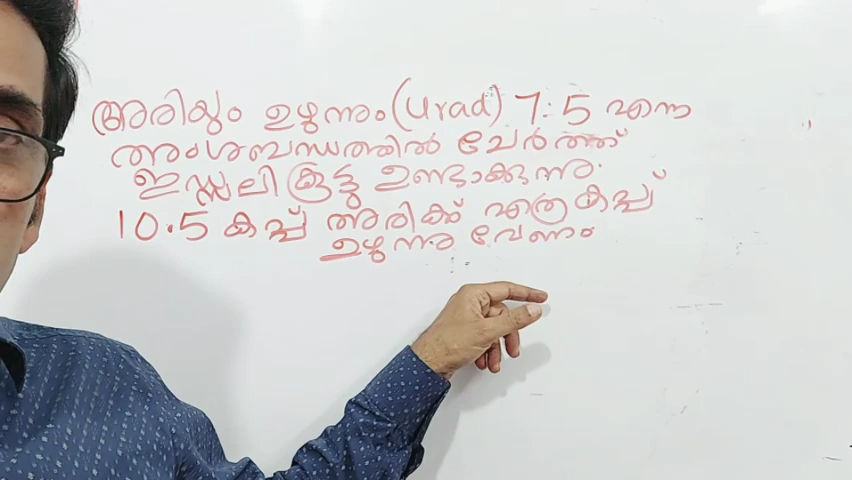 അരിയും ഉഴുന്നും (urad) 7:5 എന്ന
അംശബന്ധത്തിൽ ചേർത്ത്
ഇഡ്ഡലി കൂട്ടു ഉണ്ടാക്കുന്നു.
10.5 കപ്പ് അരിക്ക് എത്ര കപ്പ്
ഉഴുന്നു വേണം